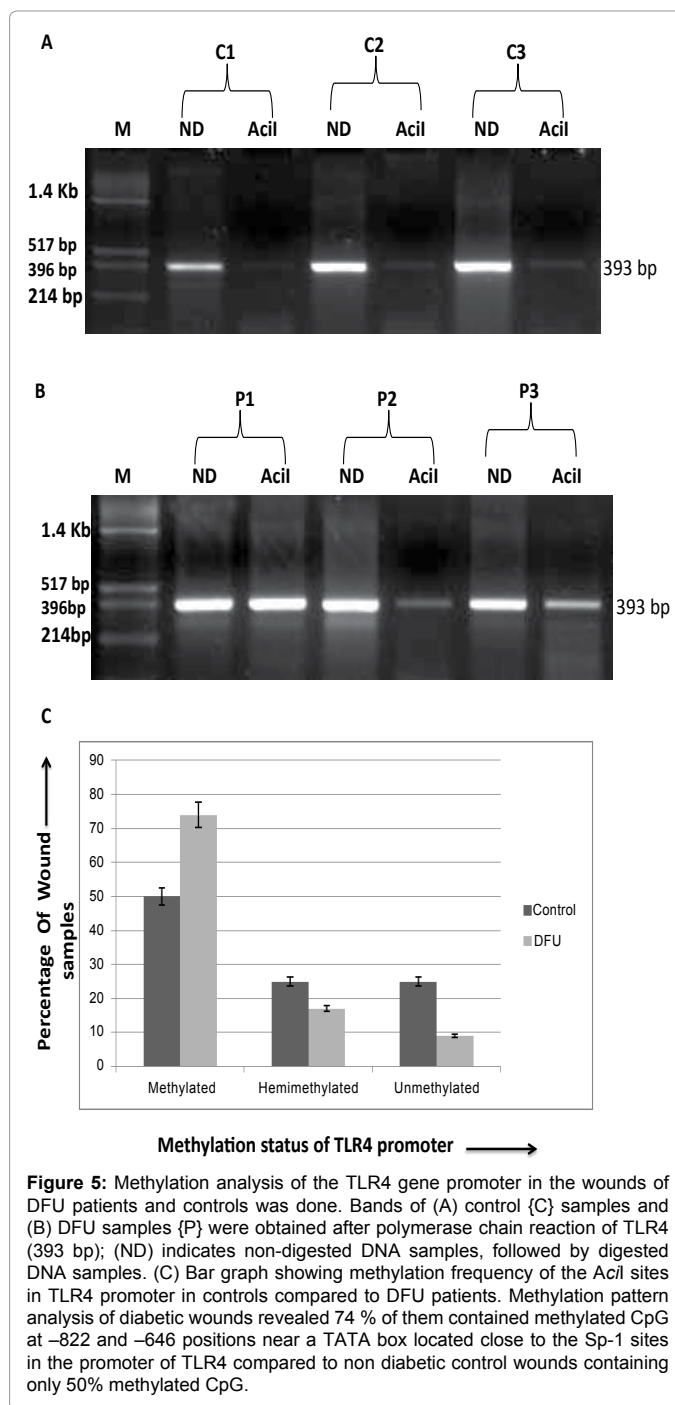 A
C1 C2 C3
M ND AciI ND AciI ND AciI
1.4 Kb
517 bp
396 bp
214 bp
393 bp
B
P1 P2 P3
M ND AciI ND AciI ND AciI
1.4 Kb
517 bp
396bp
214bp
393 bp
C
Percentage Of Wound
samples
90
80
70
60
50
40
30
20
10
0
Control
DFU
Methylated Hemimethylated Unmethylated
Methylation status of TLR4 promoter
Figure 5: Methylation analysis of the TLR4 gene promoter in the wounds of
DFU patients and controls was done. Bands of (A) control {C} samples and
(B) DFU samples {P} were obtained after polymerase chain reaction of TLR4
(393 bp); (ND) indicates non-digested DNA samples, followed by digested
DNA samples. (C) Bar graph showing methylation frequency of the AciI sites
in TLR4 promoter in controls compared to DFU patients. Methylation pattern
analysis of diabetic wounds revealed 74 % of them contained methylated CpG
at –822 and –646 positions near a TATA box located close to the Sp-1 sites
in the promoter of TLR4 compared to non diabetic control wounds containing
only 50% methylated CpG.